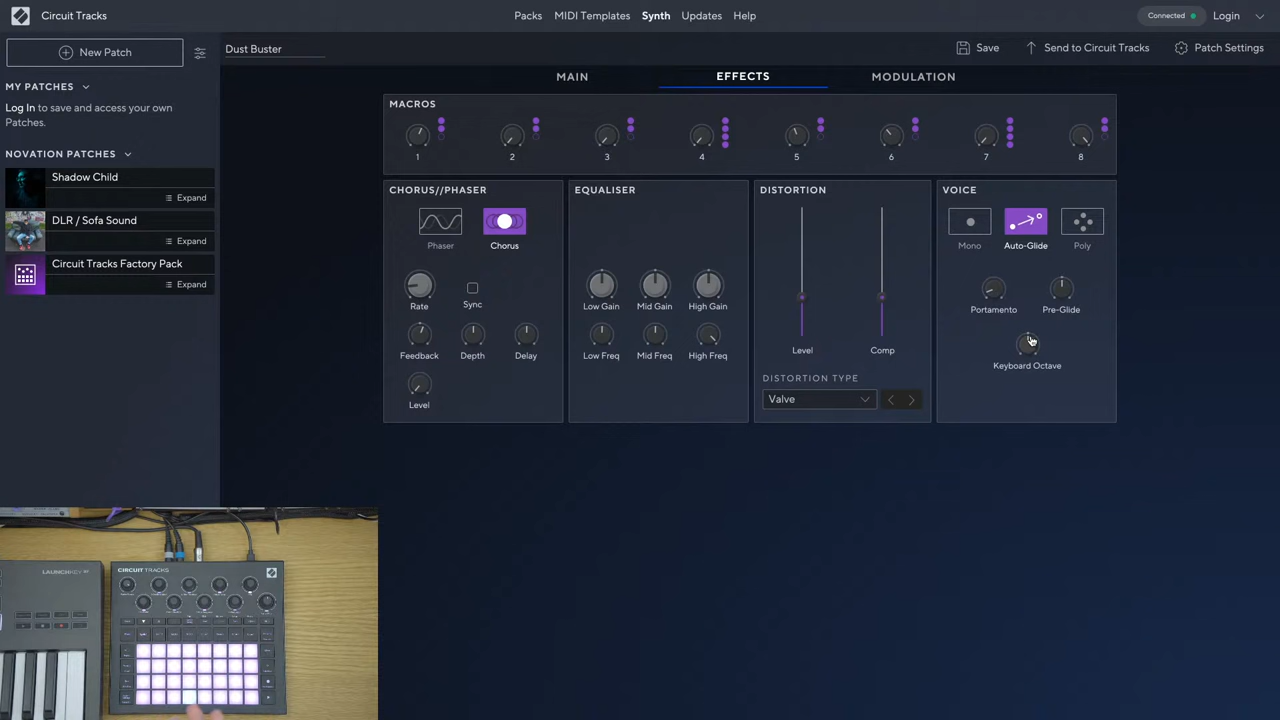 Circuit Tracks
Packs
MIDI Templates
Synth
Updates
Help
Connected
Login
New Patch
Dust Buster
Save
Send to Circuit Tracks
Patch Settings
MY PATCHES
Log In to save and access your own
Patches.
NOVATION PATCHES
Shadow Child
Expand
DLR / Sofa Sound
Expand
Circuit Tracks Factory Pack
Expand
MAIN
EFFECTS
MODULATION
MACROS
1
2
3
4
5
6
7
8
CHORUS//PHASER
Phaser
Chorus
Rate
Sync
Feedback
Depth
Delay
Level
EQUALISER
Low Gain
Mid Gain
High Gain
Low Freq
Mid Freq
High Freq
DISTORTION
Level
Comp
DISTORTION TYPE
Valve
VOICE
Mono
Auto-Glide
Poly
Portamento
Pre-Glide
Keyboard Octave
CIRCUIT TRACKS